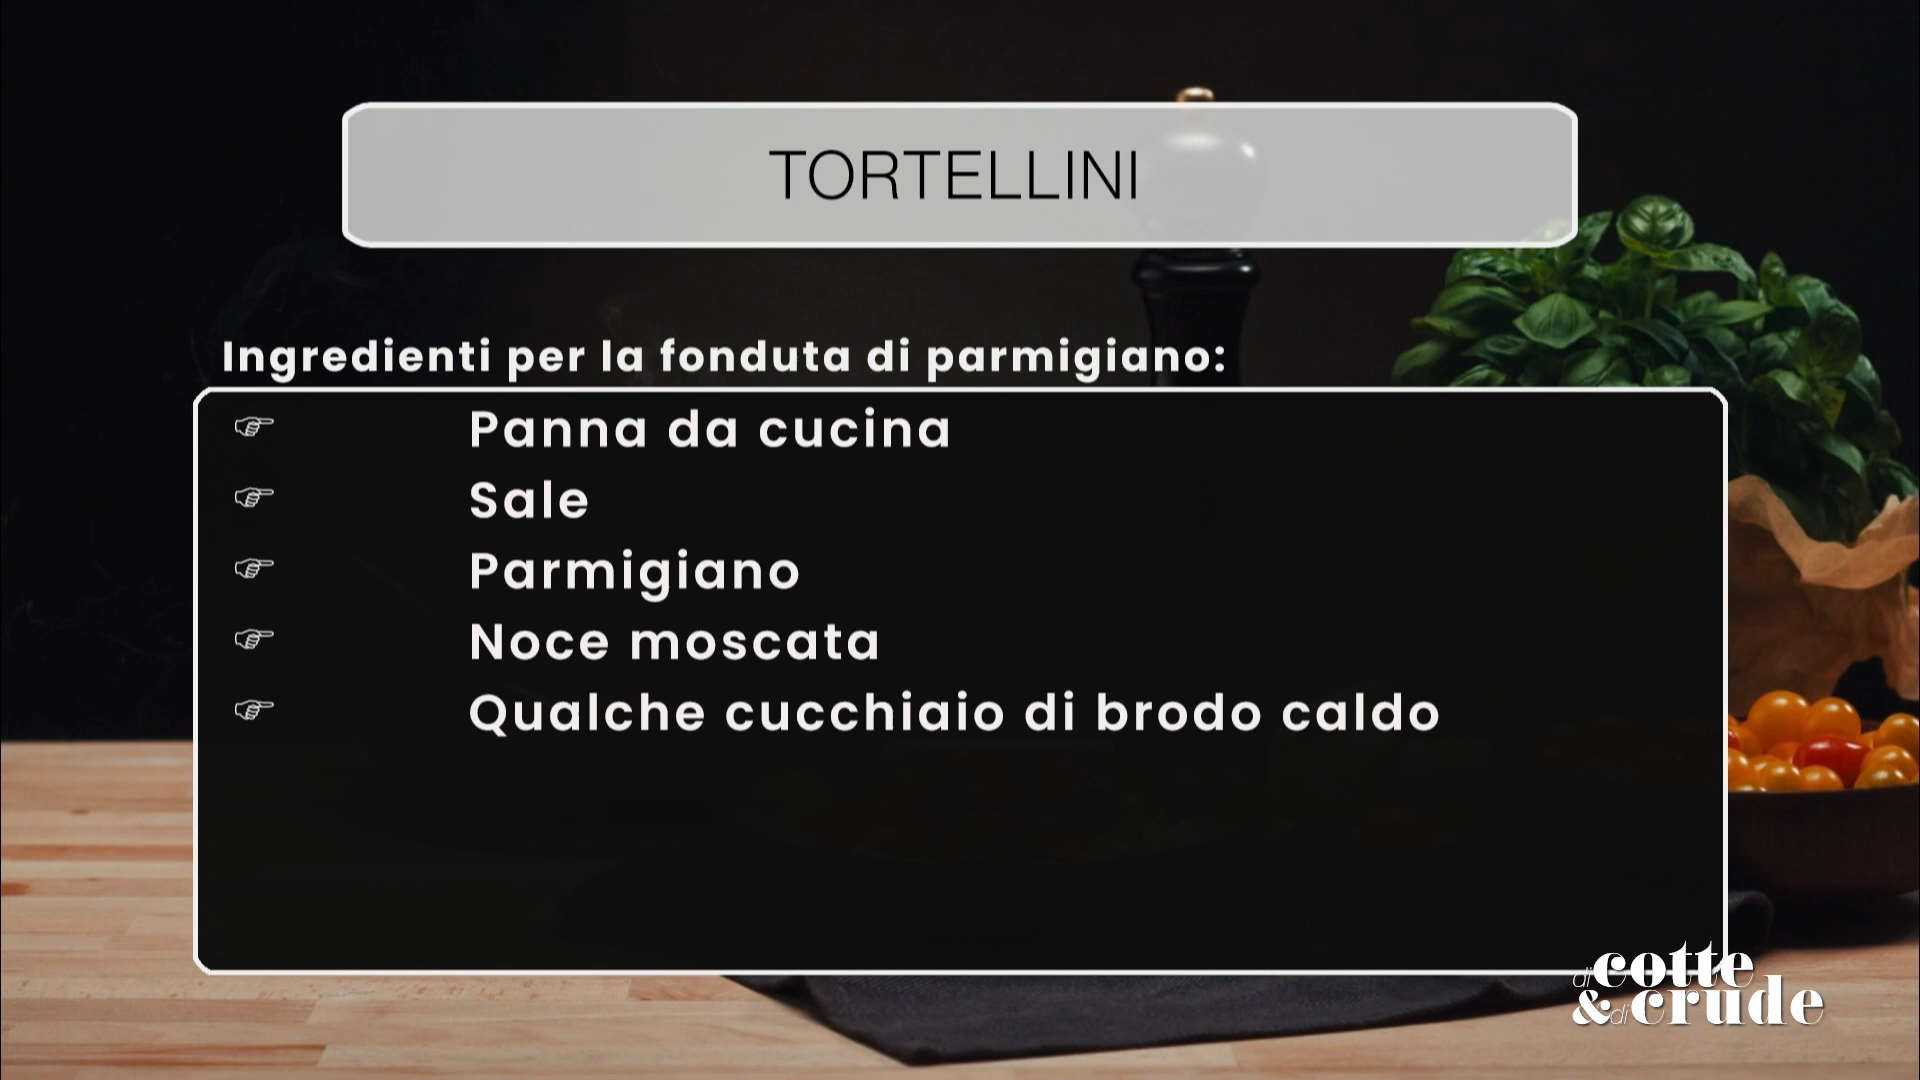 TORTELLINI
Ingredienti per la fonduta di parmigiano:
☞ Panna da cucina
☞ Sale
☞ Parmigiano
☞ Noce moscata
☞ Qualche cucchiaio di brodo caldo
di cotte
& di crude